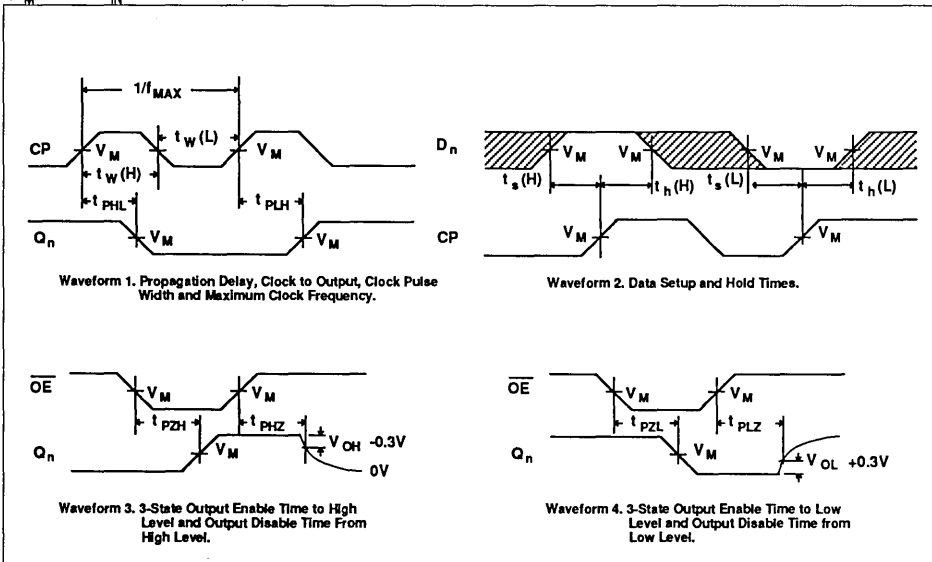 1/fMAX
CP
VM
tW(L)
VM
tW(H)
tPHL
tPLH
Qn
VM
VM
Waveform 1. Propagation Delay, Clock to Output, Clock Pulse
Width and Maximum Clock Frequency.
Dn
VM
VM
VM
VM
ts(H)
th(H)
ts(L)
th(L)
CP
VM
VM
Waveform 2. Data Setup and Hold Times.
OE
VM
VM
tPZH
tPHZ
VOH -0.3V
Qn
VM
0V
Waveform 3. 3-State Output Enable Time to High
Level and Output Disable Time From
High Level.
OE
VM
VM
tPZL
tPLZ
Qn
VM
VOL +0.3V
Waveform 4. 3-State Output Enable Time to Low
Level and Output Disable Time from
Low Level.